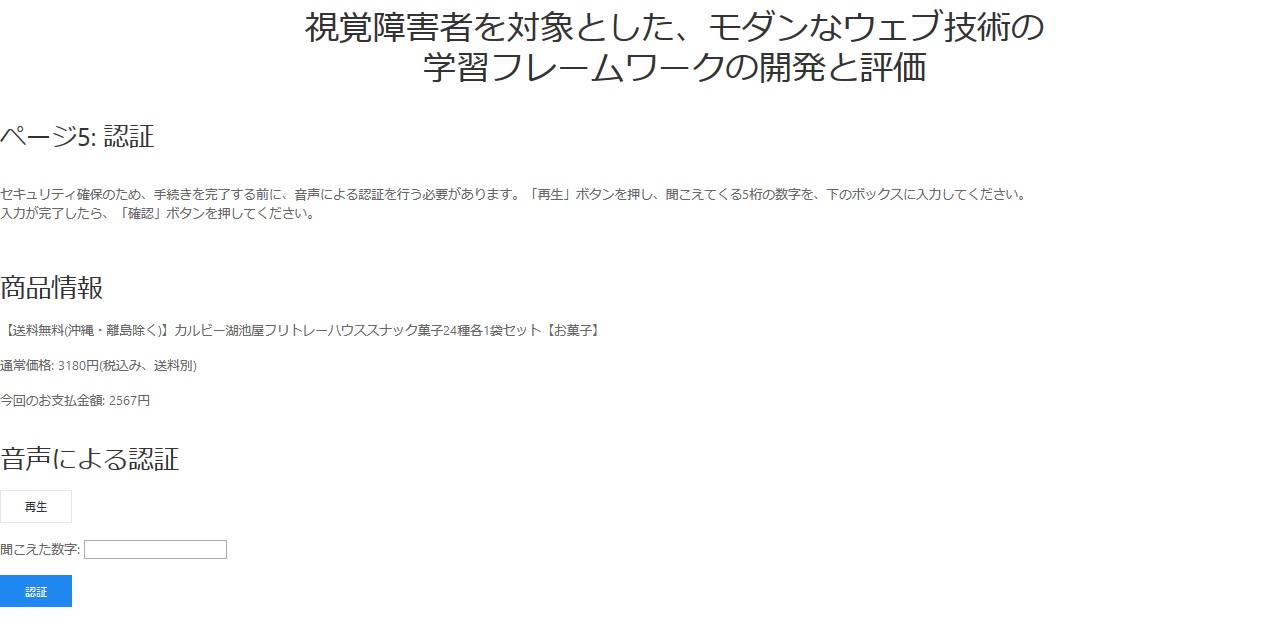 視覚障害者を対象とした、モダンなウェブ技術の
学習フレームワークの開発と評価
ページ5: 認証
セキュリティ確保のため、手続きを完了する前に、音声による認証を行う必要があります。「再生」ボタンを押し、聞こえてくる5桁の数字を、下のボックスに入力してください。
入力が完了したら、「確認」ボタンを押してください。
商品情報
【送料無料(沖縄・離島除く)】カルビー湖池屋フリトレーハウススナック菓子24種各1袋セット【お菓子】
通常価格: 3180円(税込み、送料別)
今回のお支払金額: 2567円
音声による認証
再生
聞こえた数字:
認証